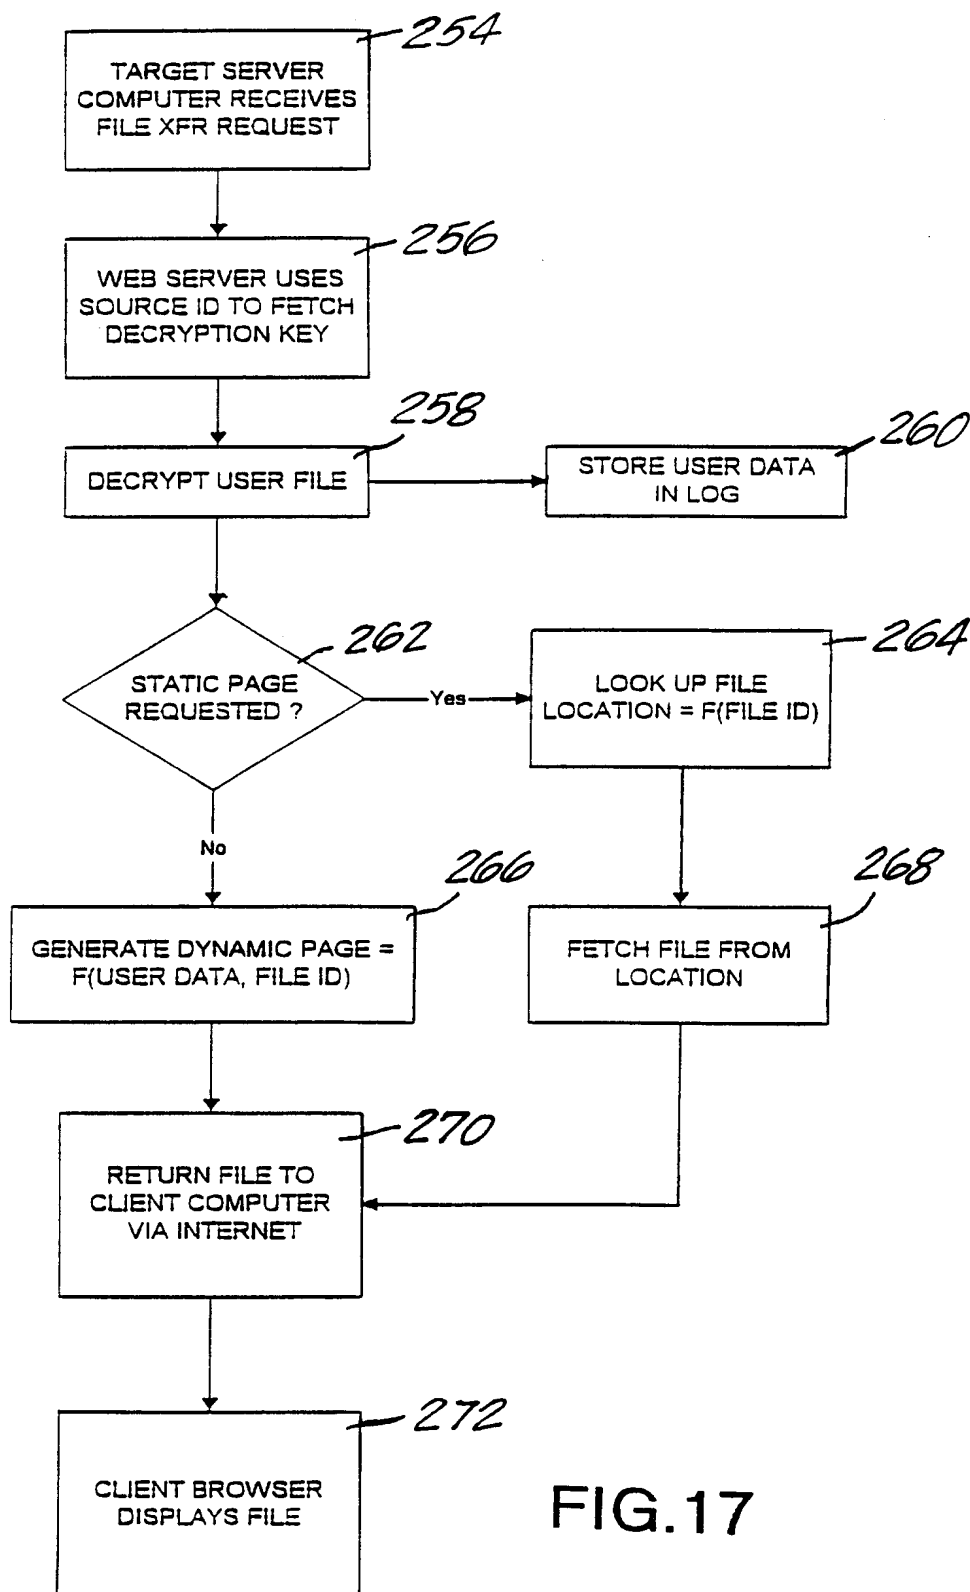 254
TARGET SERVER
COMPUTER RECEIVES
FILE XFR REQUEST
256
WEB SERVER USES
SOURCE ID TO FETCH
DECRYPTION KEY
258
DECRYPT USER FILE
260
STORE USER DATA
IN LOG
262
STATIC PAGE
REQUESTED ?
Yes
264
LOOK UP FILE
LOCATION = F(FILE ID)
No
266
GENERATE DYNAMIC PAGE =
F(USER DATA, FILE ID)
268
FETCH FILE FROM
LOCATION
270
RETURN FILE TO
CLIENT COMPUTER
VIA INTERNET
272
CLIENT BROWSER
DISPLAYS FILE
FIG.17